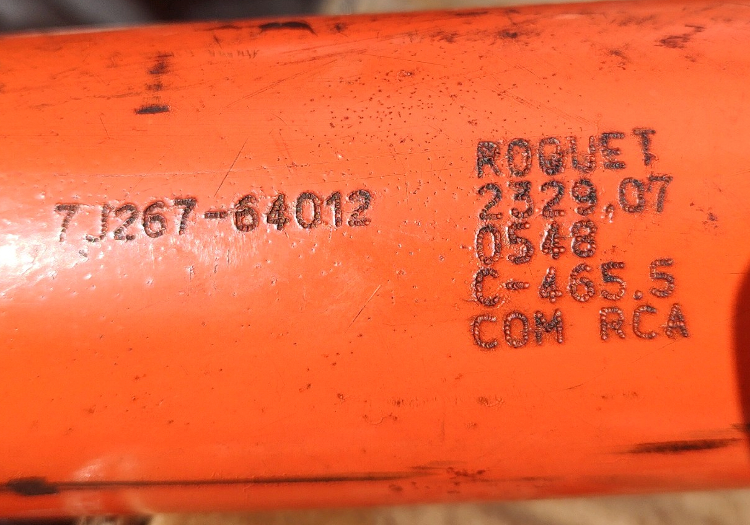 7J267-64012
ROQUET
2329.07
0548
C-465.5
COM RCA